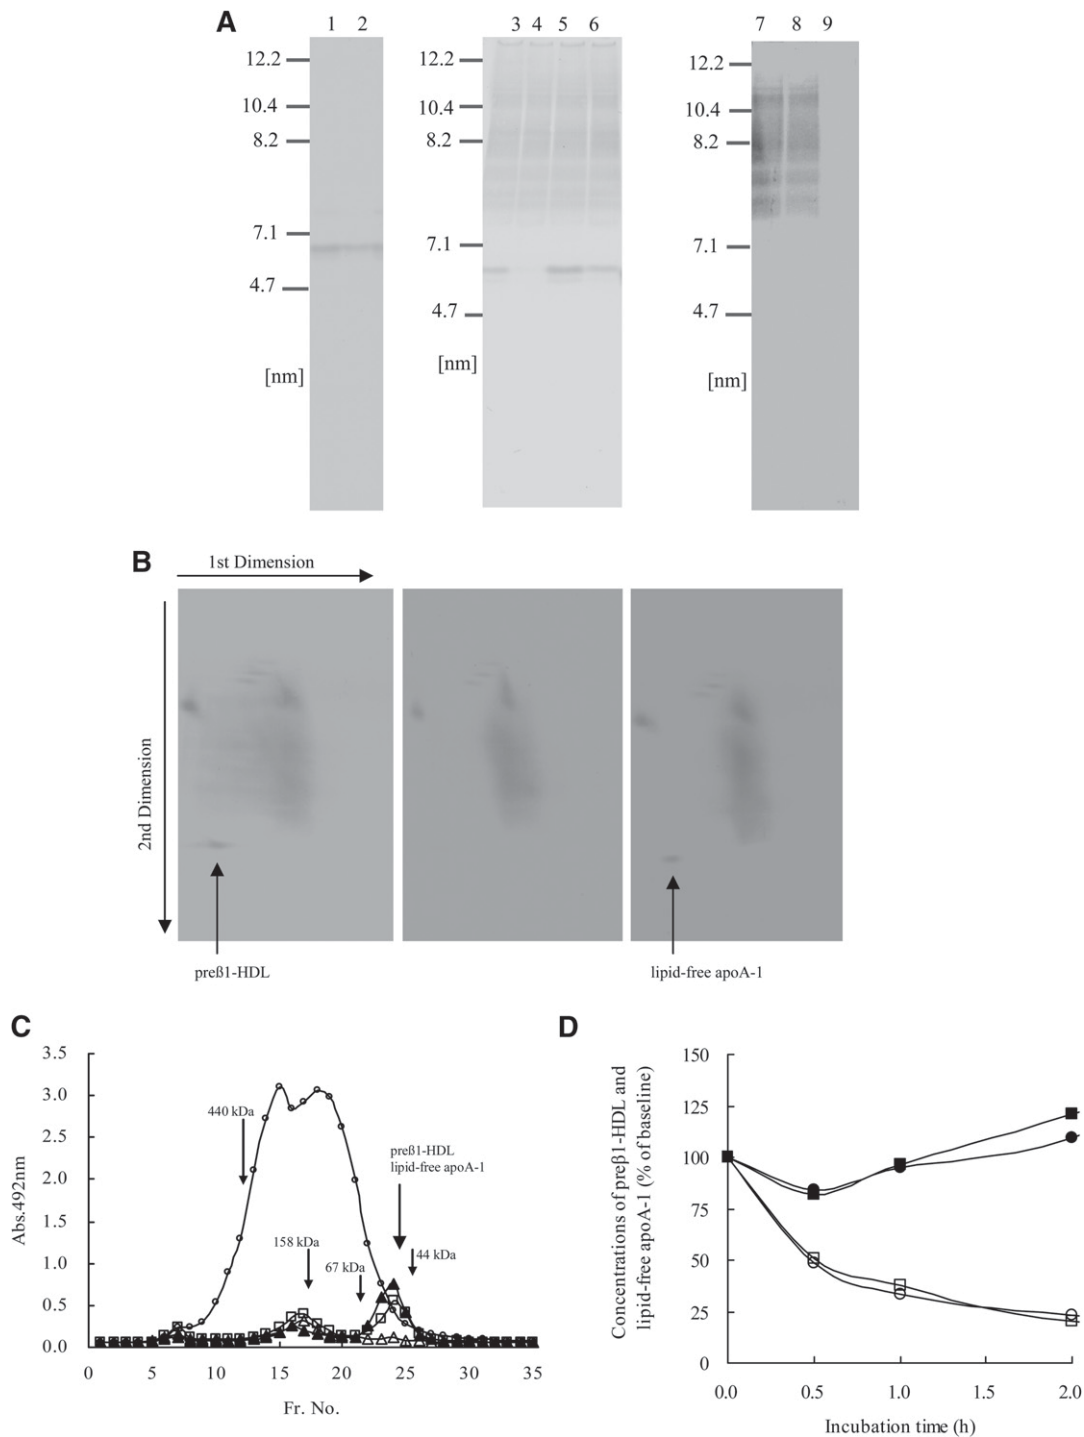 A
1 2
12.2
10.4
8.2
7.1
4.7
[nm]
3 4 5 6
12.2
10.4
8.2
7.1
4.7
[nm]
7 8 9
12.2
10.4
8.2
7.1
4.7
[nm]
B
1st Dimension
2nd Dimension
preß1-HDL
lipid-free apoA-1
C
3.5
3.0
2.5
2.0
1.5
1.0
0.5
0.0
Abs.492nm
440 kDa
158 kDa
67 kDa
preß1-HDL
lipid-free apoA-1
44 kDa
0 5 10 15 20 25 30 35
Fr. No.
D
Concentrations of preβ1-HDL and
lipid-free apoA-1 (% of baseline)
150
125
100
75
50
25
0
0.0 0.5 1.0 1.5 2.0
Incubation time (h)